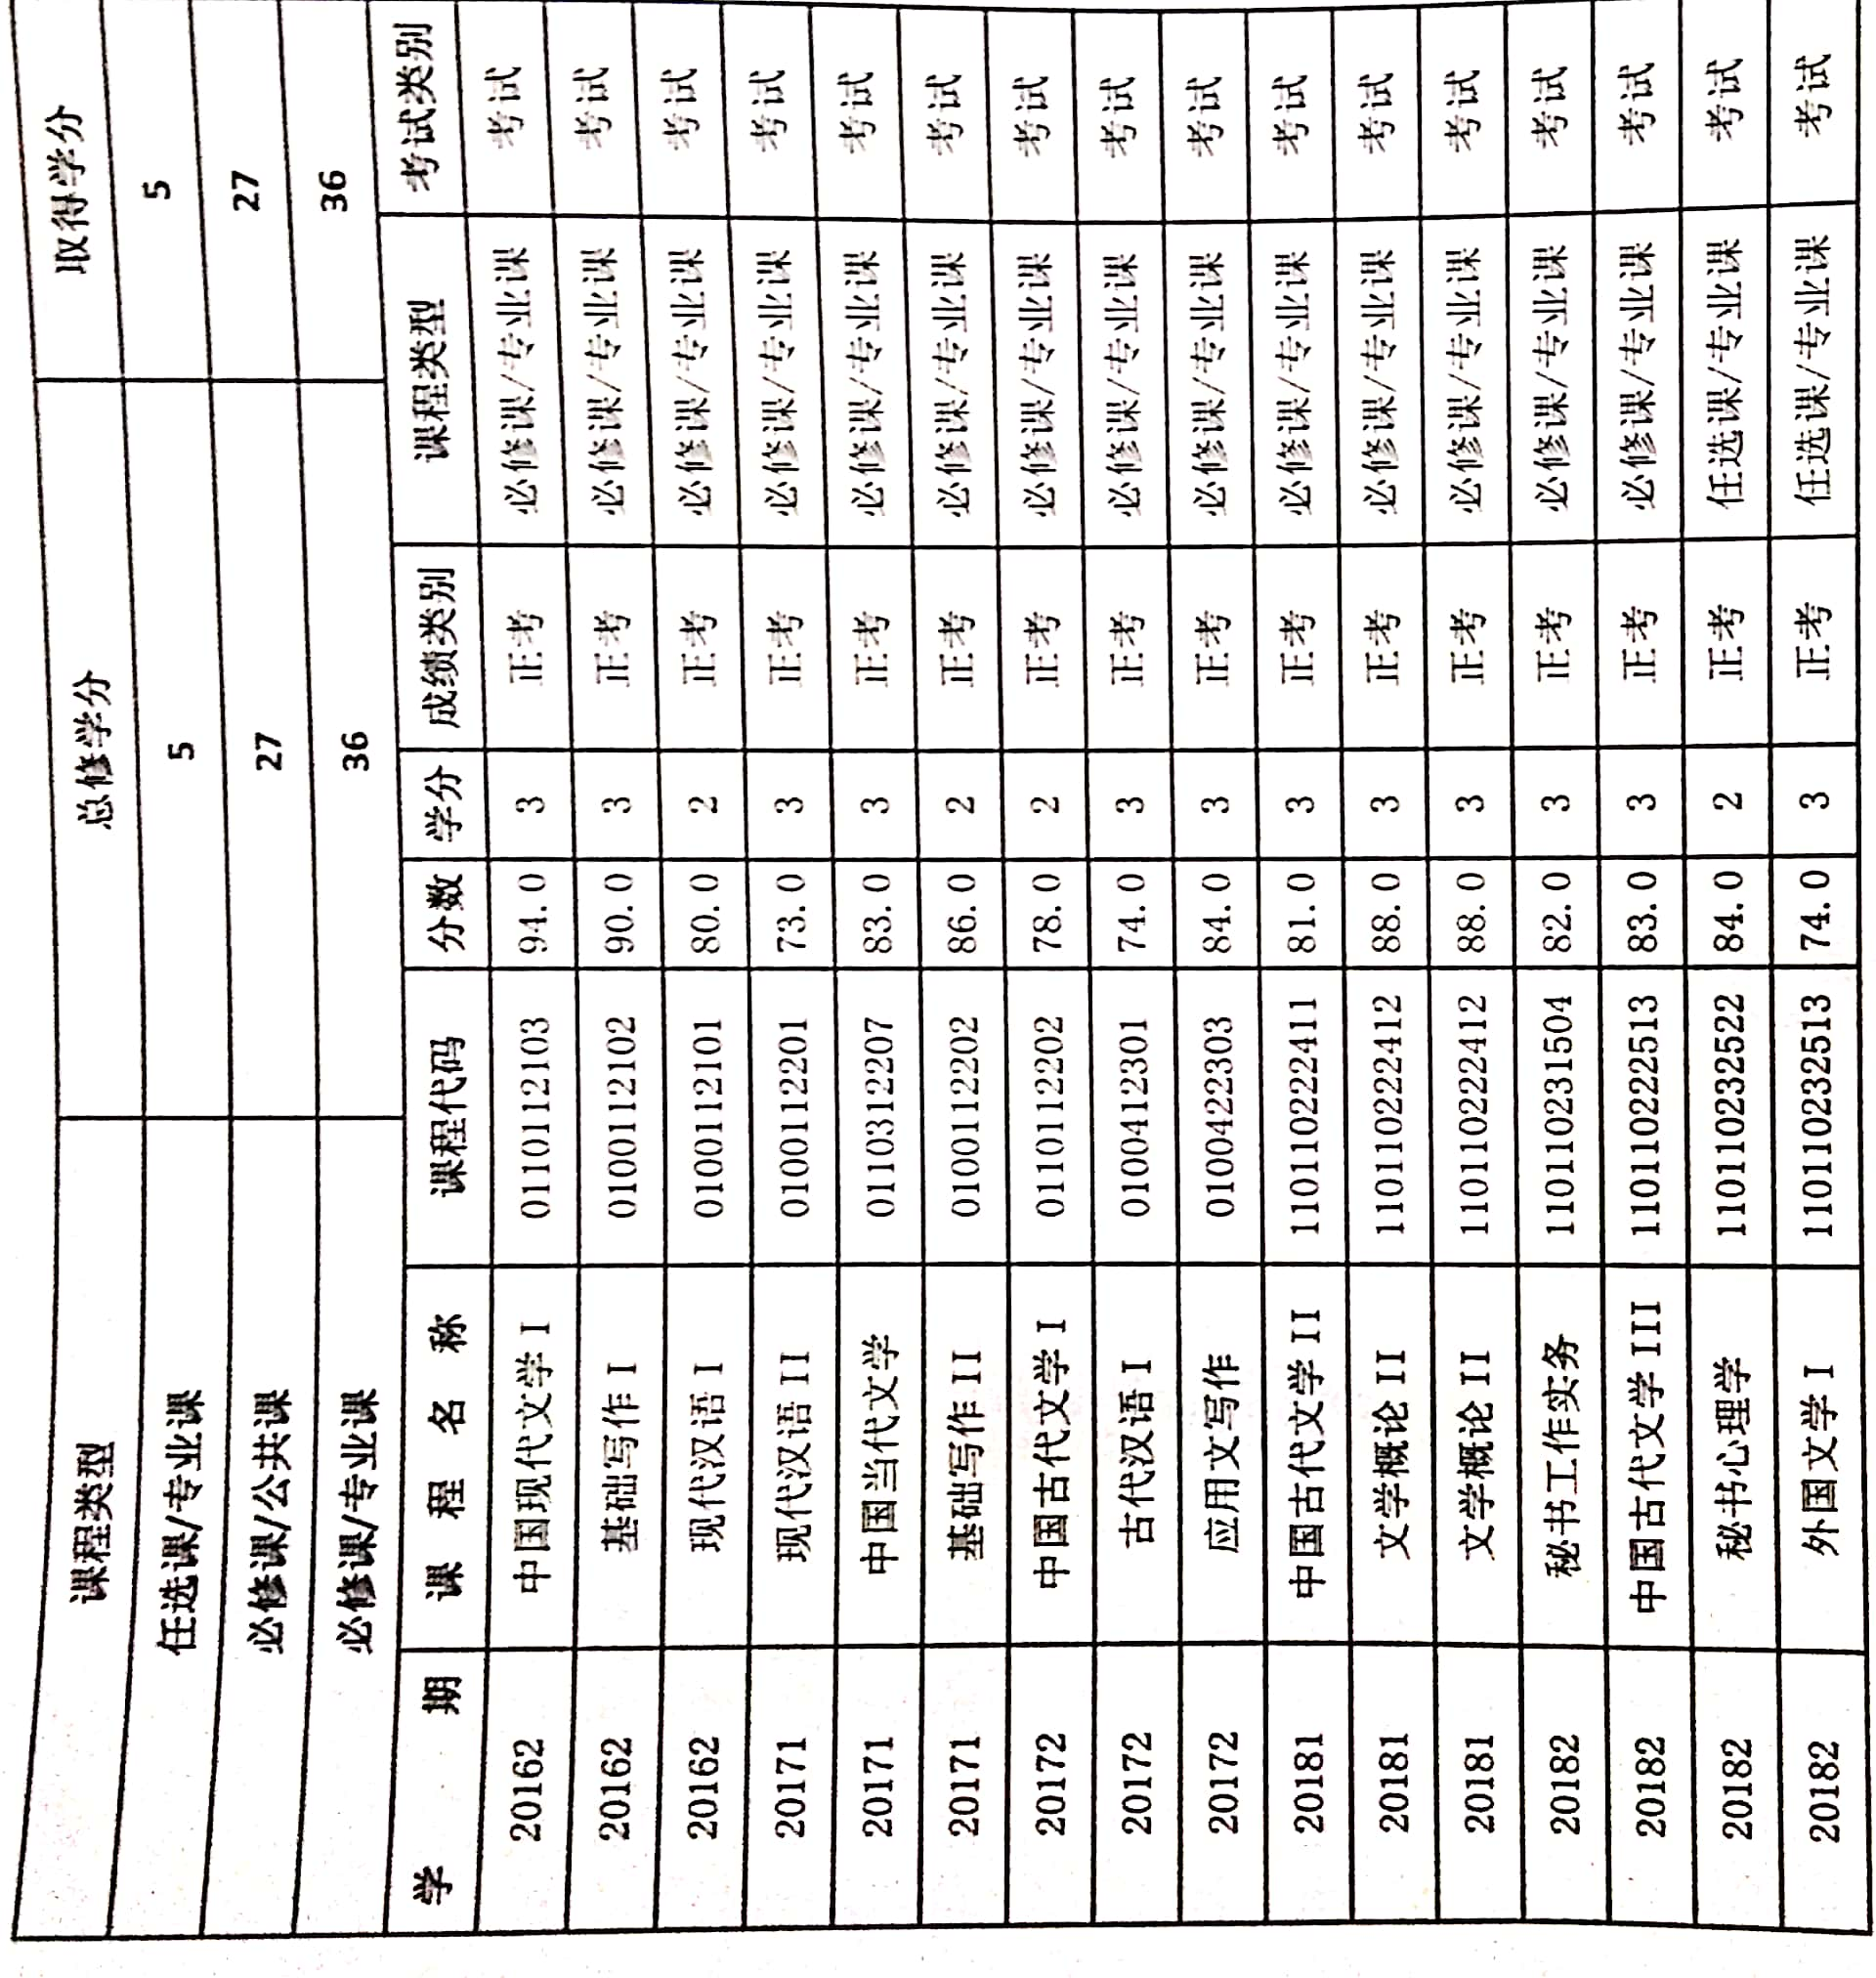 课程类型 总修学分 取得学分
任选课/专业课 5 5
必修课/公共课 27 27
必修课/专业课 36 36
学 期 课 程 名 称 课程代码 分数 学分 成绩类别 课程类型 考试类别
20162 中国现代文学 I 011011212103 94.0 3 正考 必修课/专业课 考试
20162 基础写作 I 010011212102 90.0 3 正考 必修课/专业课 考试
20162 现代汉语 I 010011212101 80.0 2 正考 必修课/专业课 考试
20171 现代汉语 II 010011212201 73.0 3 正考 必修课/专业课 考试
20171 中国当代文学 011031212207 83.0 3 正考 必修课/专业课 考试
20171 基础写作 II 010011212202 86.0 2 正考 必修课/专业课 考试
20172 中国古代文学 I 011011212202 78.0 2 正考 必修课/专业课 考试
20172 古代汉语 I 010041212301 74.0 3 正考 必修课/专业课 考试
20172 应用文写作 010042212303 84.0 3 正考 必修课/专业课 考试
20181 中国古代文学 II 1101102222411 81.0 3 正考 必修课/专业课 考试
20181 文学概论 II 1101102222412 88.0 3 正考 必修课/专业课 考试
20181 文学概论 II 1101102222412 88.0 3 正考 必修课/专业课 考试
20182 秘书工作实务 1101102231504 82.0 3 正考 必修课/专业课 考试
20182 中国古代文学 III 1101102222513 83.0 3 正考 必修课/专业课 考试
20182 秘书心理学 1101102232522 84.0 2 正考 任选课/专业课 考试
20182 外国文学 I 1101102232513 74.0 3 正考 任选课/专业课 考试